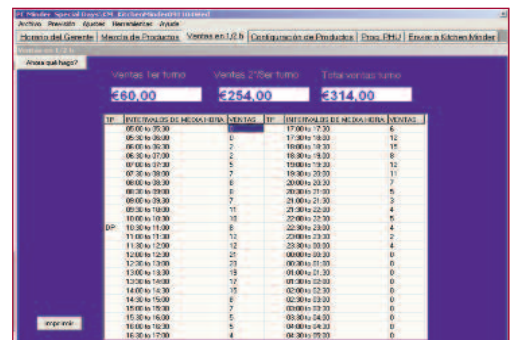 PC Minder Special Days CM KitchenMinderPHU
Archivo Previsión Ayustes Herramientas Ayuda
Horario del Gerente Mezcla de Productos Ventas en 1/2 h Configuración de Productos Prog. PHU Enviar a Kitchen Minder
Ventas en 1/2 h
Ahora qué hago?
Ventas 1er turno Ventas 2º/3er turno Total ventas turno
€60,00 €254,00 €314,00
TP INTERVALOS DE MEDIA HORA VENTAS TP INTERVALOS DE MEDIA HORA VENTAS
05:00 to 05:30 17:00 to 17:30 6
05:30 to 06:00 0 17:30 to 18:00 12
06:00 to 06:30 2 18:00 to 18:30 15
06:30 to 07:00 2 18:30 to 19:00 8
07:00 to 07:30 5 19:00 to 19:30 12
07:30 to 08:00 7 19:30 to 20:00 11
08:00 to 08:30 8 20:00 to 20:30 7
08:30 to 09:00 20:30 to 21:00 5
09:00 to 09:30 7 21:00 to 21:30 3
09:30 to 10:00 11 21:30 to 22:00 4
10:00 to 10:30 10 22:00 to 22:30 5
DP 10:30 to 11:00 8 22:30 to 23:00 4
11:00 to 11:30 12 23:00 to 23:30 2
11:30 to 12:00 12 23:30 to 00:00 4
12:00 to 12:30 21 00:00 to 00:30 0
12:30 to 13:00 23 00:30 to 01:00 0
13:00 to 13:30 19 01:00 to 01:30 0
13:30 to 14:00 17 01:30 to 02:00 0
14:00 to 14:30 15 02:00 to 02:30 0
14:30 to 15:00 8 02:30 to 03:00 0
15:00 to 15:30 7 03:00 to 03:30 0
15:30 to 16:00 5 03:30 to 04:00 0
16:00 to 16:30 5 04:00 to 04:30 0
16:30 to 17:00 4 04:30 to 05:00 0
Imprimir